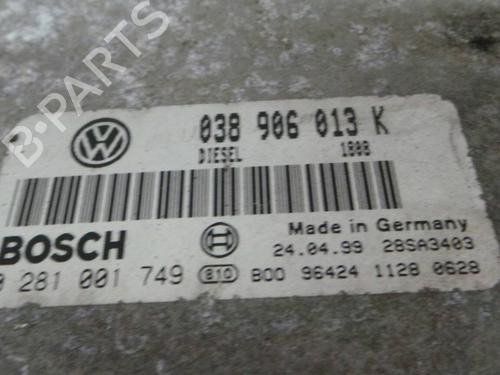 B-PARTS
038 906 013 K
DIESEL 1808
BOSCH
Made in Germany
24.04.99 28SA3403
0 281 001 749 B10 B00 96424 1128 0628